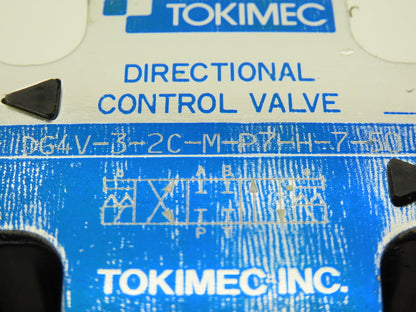 TOKIMEC
DIRECTIONAL
CONTROL VALVE
DG4V-3-2C-M-P7-H-7-50
A B
P
TOKIMEC INC.